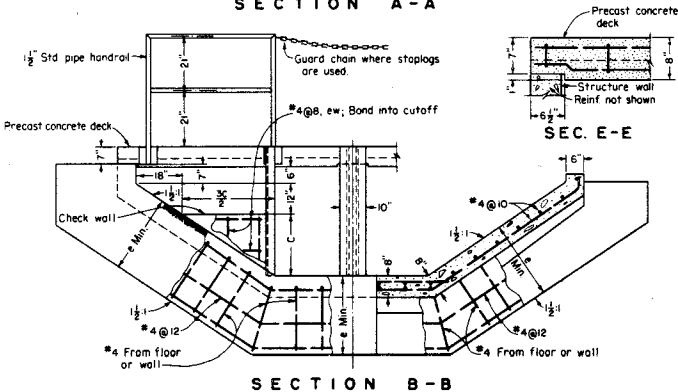 SECTION A-A
Precast concrete
deck
1½" Std pipe handrail
21"
Guard chain where stoplogs
are used.
7"
8"
21"
#4@8, ew; Bond into cutoff
Structure wall
Reinf not shown
6½"
SEC. E-E
Precast concrete deck
7"
18"
7"
6"
6"
1½:1
12"
10"
#4@10
Check wall
C
1½:1
e Min.
8"
8"
e Min.
e
Min.
1½:1
1½:1
#4@12
#4@12
#4 From floor
or wall
#4 From floor or wall
SECTION B-B